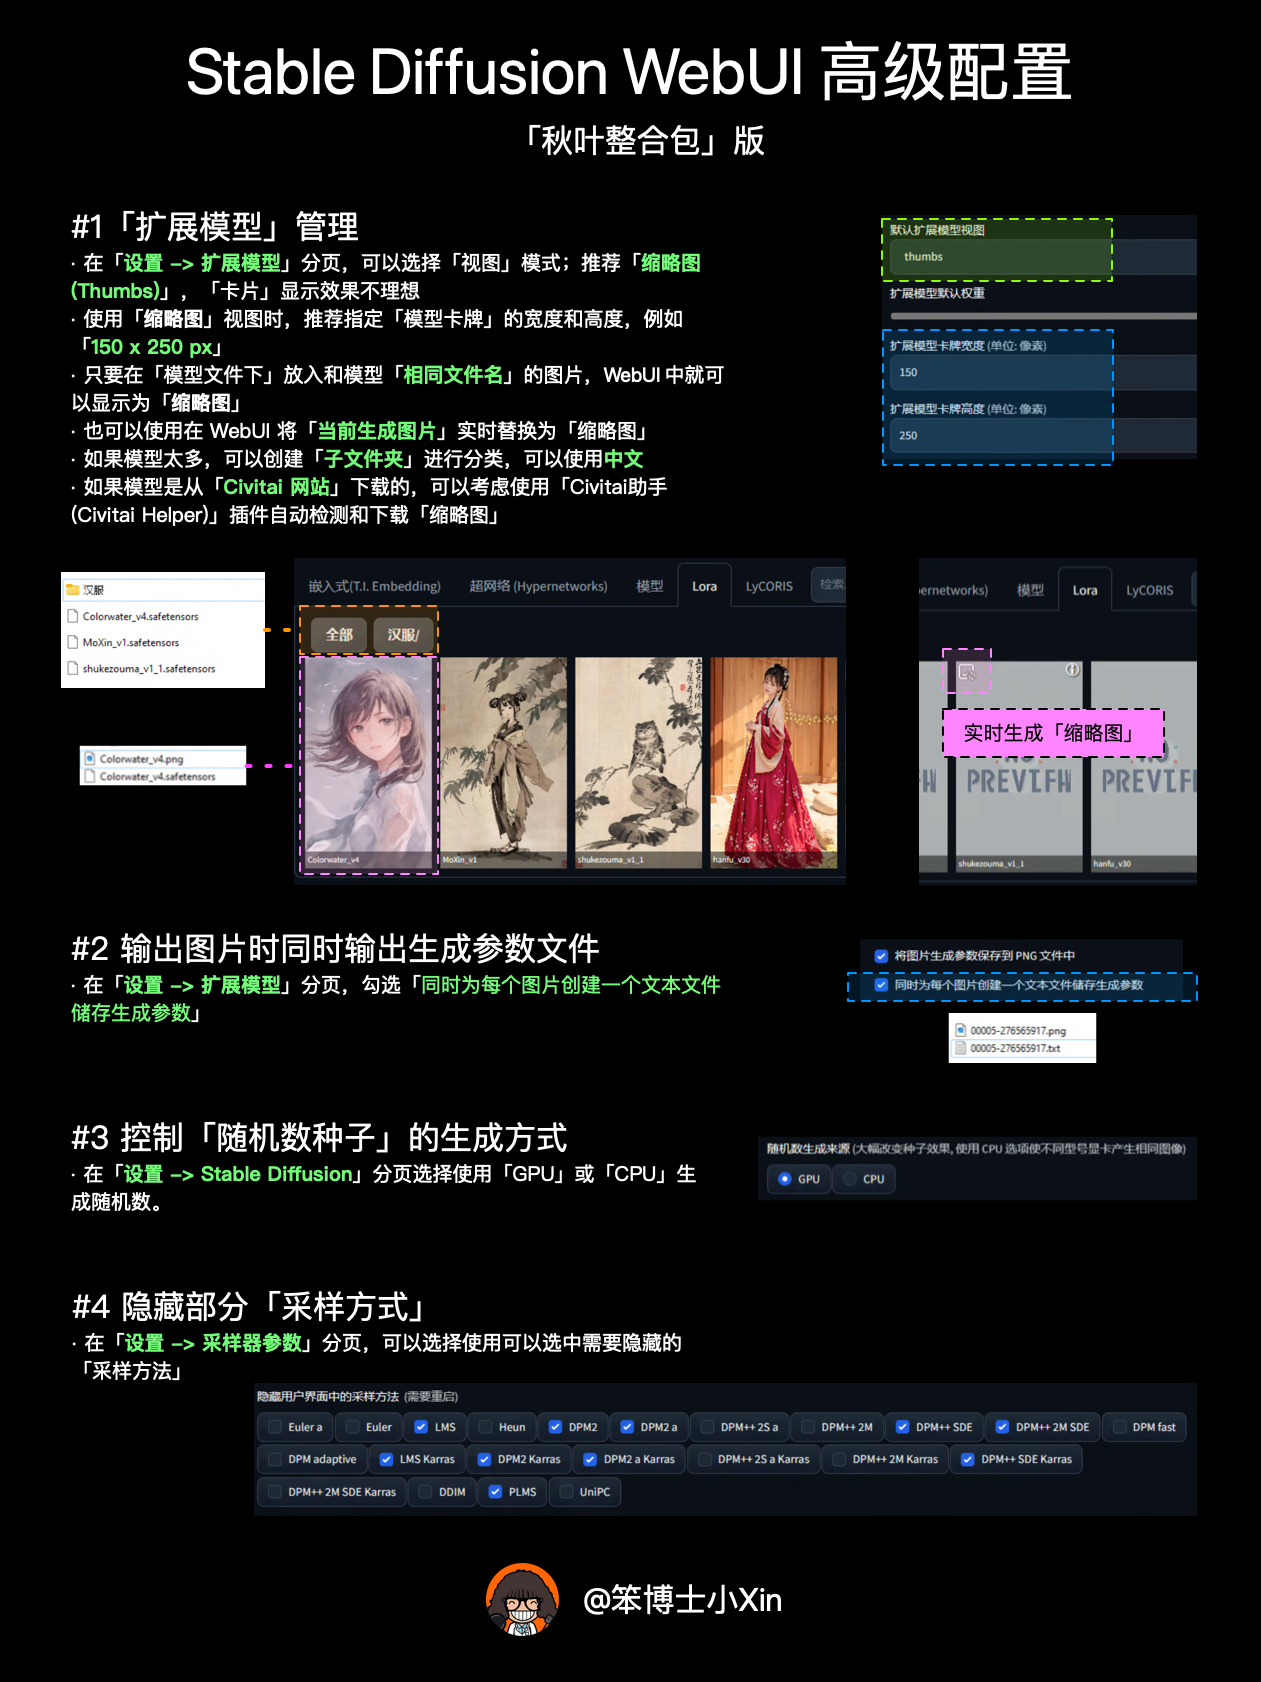 Stable Diffusion WebUI 高级配置
「秋叶整合包」版
#1「扩展模型」管理
· 在「设置 -> 扩展模型」分页，可以选择「视图」模式；推荐「缩略图
(Thumbs)」，「卡片」显示效果不理想
· 使用「缩略图」视图时，推荐指定「模型卡牌」的宽度和高度，例如
「150 x 250 px」
· 只要在「模型文件下」放入和模型「相同文件名」的图片，WebUI 中就可
以显示为「缩略图」
· 也可以使用在 WebUI 将「当前生成图片」实时替换为「缩略图」
· 如果模型太多，可以创建「子文件夹」进行分类，可以使用中文
· 如果模型是从「Civitai 网站」下载的，可以考虑使用「Civitai助手
(Civitai Helper)」插件自动检测和下载「缩略图」
默认扩展模型视图
thumbs
扩展模型默认权重
扩展模型卡牌宽度 (单位: 像素)
150
扩展模型卡牌高度 (单位: 像素)
250
汉服
Colorwater_v4.safetensors
MoXin_v1.safetensors
shukezouma_v1_1.safetensors
Colorwater_v4.png
Colorwater_v4.safetensors
嵌入式(T.I. Embedding) 超网络 (Hypernetworks) 模型 Lora LyCORIS 检索
全部 汉服/
Colorwater_v4 MoXin_v1 shukezouma_v1_1 hanfu_v30
pernetworks) 模型 Lora LyCORIS
实时生成「缩略图」
shukezouma_v1_1 hanfu_v30
#2 输出图片时同时输出生成参数文件
· 在「设置 -> 扩展模型」分页，勾选「同时为每个图片创建一个文本文件
储存生成参数」
将图片生成参数保存到 PNG 文件中
同时为每个图片创建一个文本文件储存生成参数
00005-276565917.png
00005-276565917.txt
#3 控制「随机数种子」的生成方式
· 在「设置 -> Stable Diffusion」分页选择使用「GPU」或「CPU」生
成随机数。
随机数生成来源 (大幅改变种子效果, 使用 CPU 选项使不同型号显卡产生相同图像)
GPU CPU
#4 隐藏部分「采样方式」
· 在「设置 -> 采样器参数」分页，可以选择使用可以选中需要隐藏的
「采样方法」
隐藏用户界面中的采样方法 (需要重启)
Euler a Euler LMS Heun DPM2 DPM2 a DPM++ 2S a DPM++ 2M DPM++ SDE DPM++ 2M SDE DPM fast
DPM adaptive LMS Karras DPM2 Karras DPM2 a Karras DPM++ 2S a Karras DPM++ 2M Karras DPM++ SDE Karras
DPM++ 2M SDE Karras DDIM PLMS UniPC
@笨博士小Xin